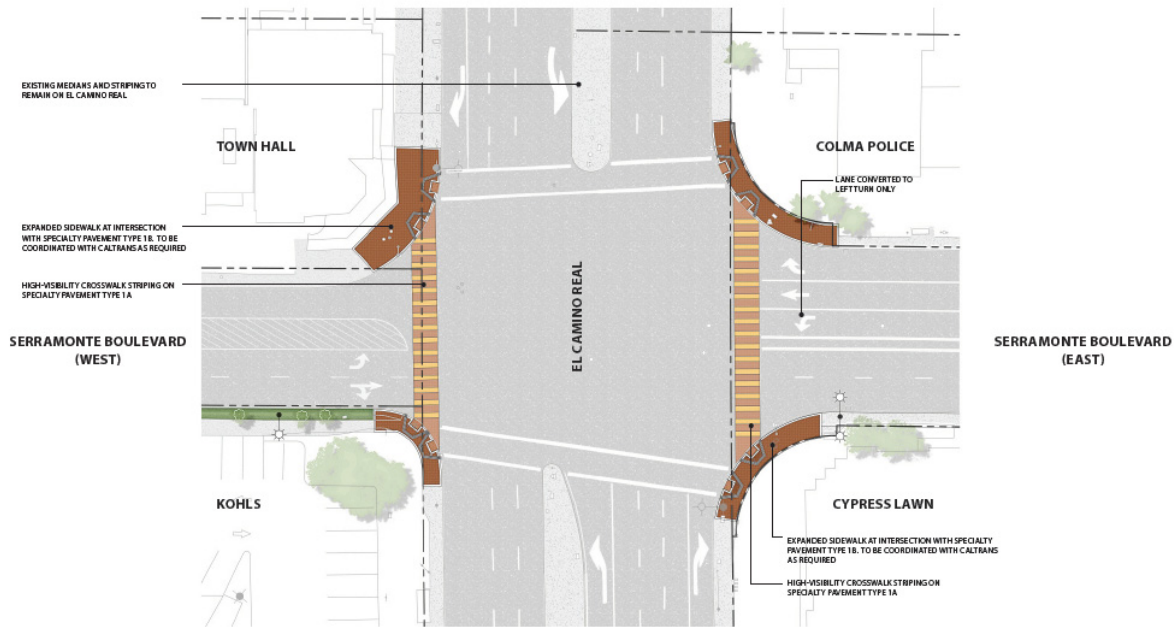 EXISTING MEDIANS AND STRIPING TO
REMAIN ON EL CAMINO REAL
TOWN HALL
COLMA POLICE
LANE CONVERTED TO
LEFT TURN ONLY
EXPANDED SIDEWALK AT INTERSECTION
WITH SPECIALTY PAVEMENT TYPE 1B. TO BE
COORDINATED WITH CALTRANS AS REQUIRED
HIGH-VISIBILITY CROSSWALK STRIPING ON
SPECIALTY PAVEMENT TYPE 1A
EL CAMINO REAL
SERRAMONTE BOULEVARD
(WEST)
SERRAMONTE BOULEVARD
(EAST)
KOHLS
CYPRESS LAWN
EXPANDED SIDEWALK AT INTERSECTION WITH SPECIALTY
PAVEMENT TYPE 1B. TO BE COORDINATED WITH CALTRANS
AS REQUIRED
HIGH-VISIBILITY CROSSWALK STRIPING ON
SPECIALTY PAVEMENT TYPE 1A